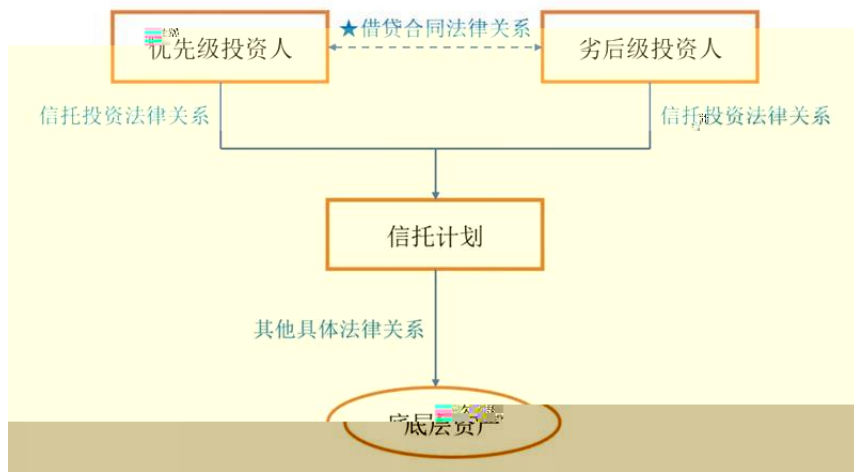 ★借贷合同法律关系
优先级投资人
劣后级投资人
信托投资法律关系
信托投资法律关系
信托计划
其他具体法律关系
底层资产